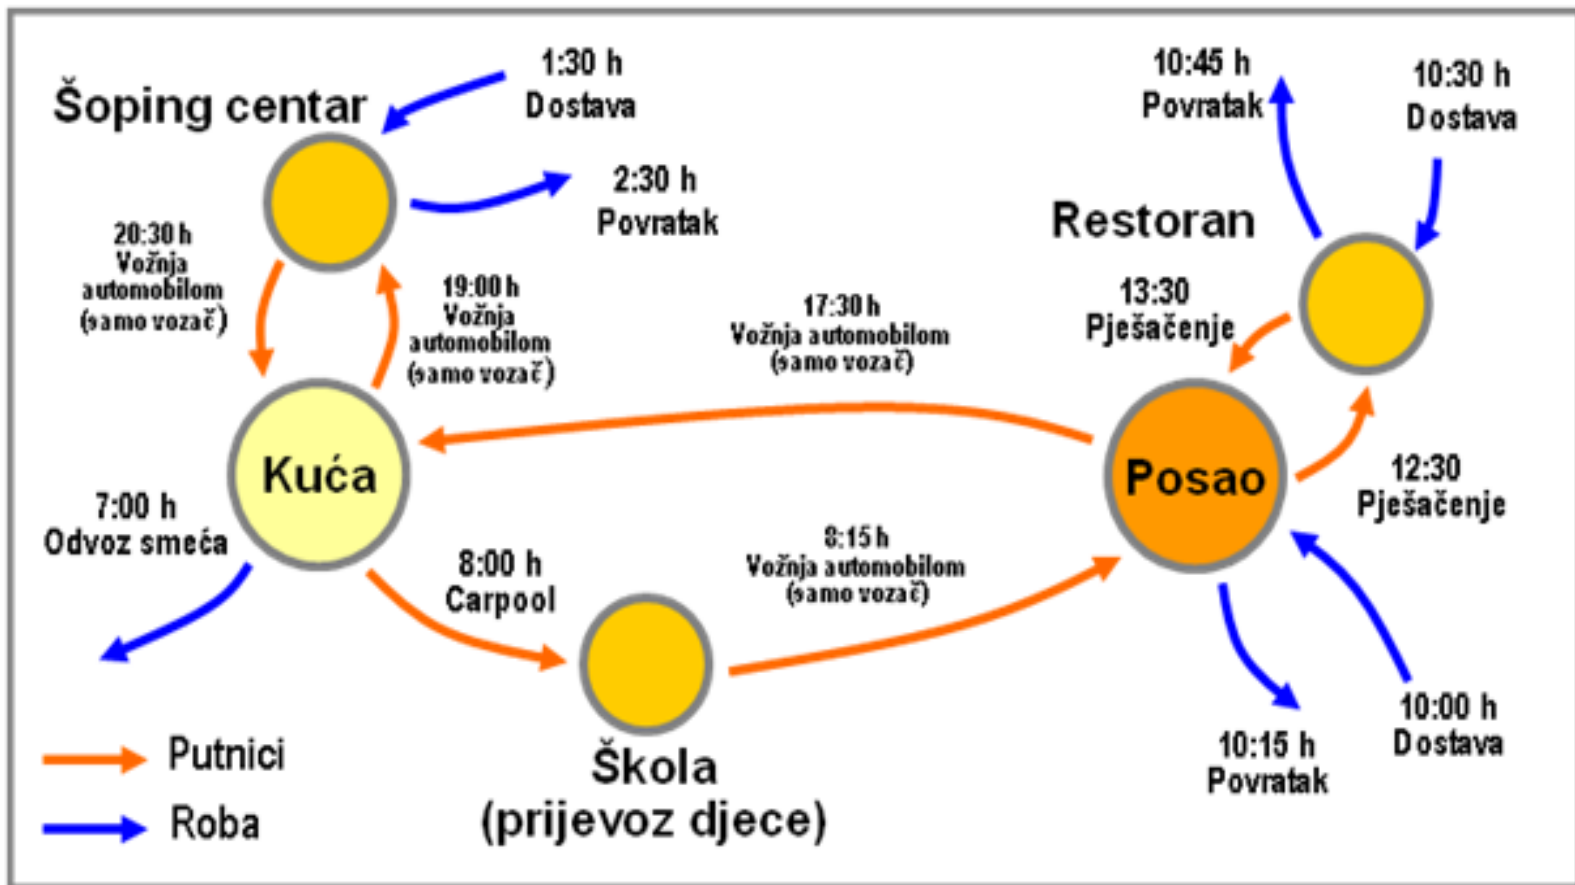 Šoping centar
1:30 h
Dostava
2:30 h
Povratak
10:45 h
Povratak
10:30 h
Dostava
Restoran
20:30 h
Vožnja
automobilom
(samo vozač)
19:00 h
Vožnja
automobilom
(samo vozač)
17:30 h
Vožnja automobilom
(samo vozač)
13:30
Pješačenje
Kuća
Posao
12:30
Pješačenje
7:00 h
Odvoz smeća
8:00 h
Carpool
8:15 h
Vožnja automobilom
(samo vozač)
10:00 h
Dostava
10:15 h
Povratak
Škola
(prijevoz djece)
Putnici
Roba